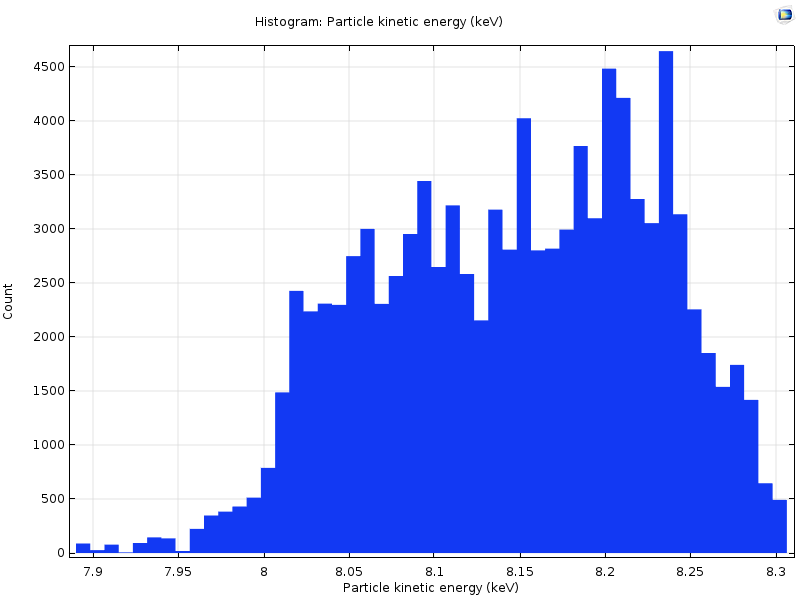 Histogram: Particle kinetic energy (keV)
4500
4000
3500
3000
2500
2000
1500
1000
500
0
Count
7.9 7.95 8 8.05 8.1 8.15 8.2 8.25 8.3
Particle kinetic energy (keV)